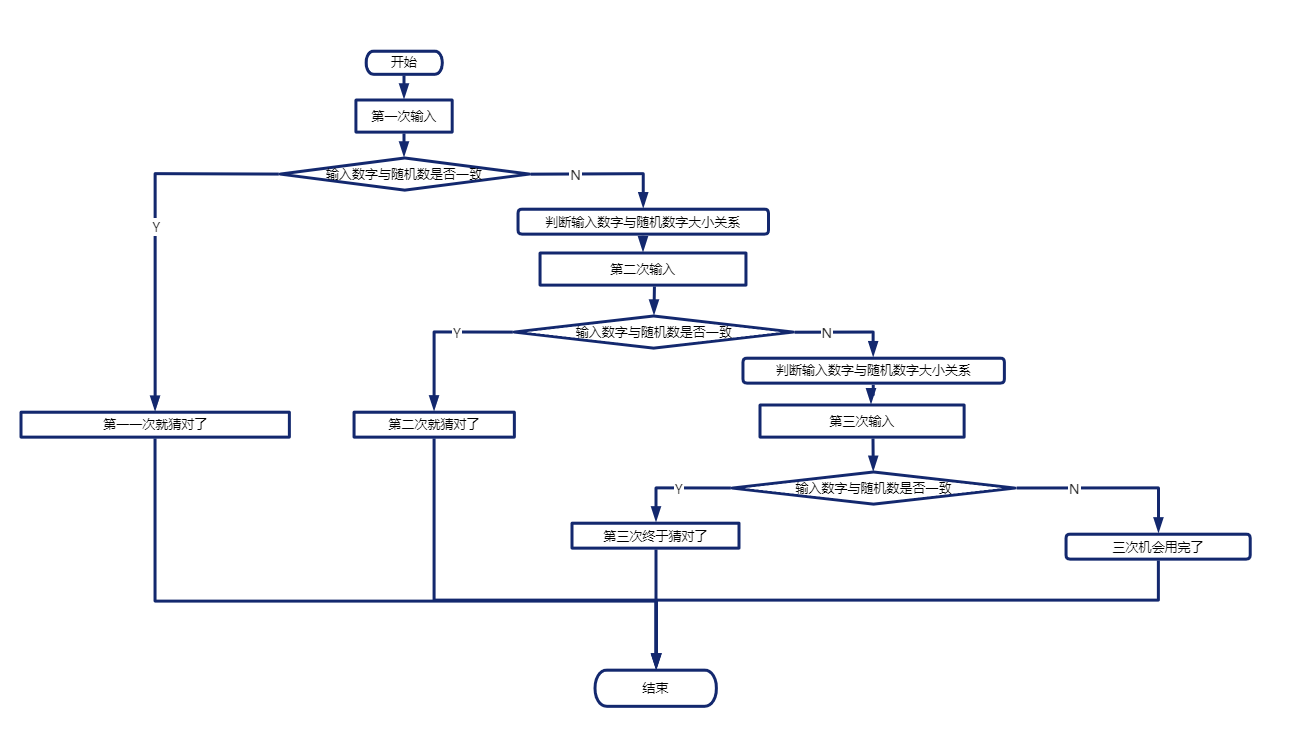 开始
第一次输入
输入数字与随机数是否一致
N
Y
判断输入数字与随机数字大小关系
第二次输入
输入数字与随机数是否一致
Y
N
判断输入数字与随机数字大小关系
第一一次就猜对了
第二次就猜对了
第三次输入
输入数字与随机数是否一致
Y
N
第三次终于猜对了
三次机会用完了
结束